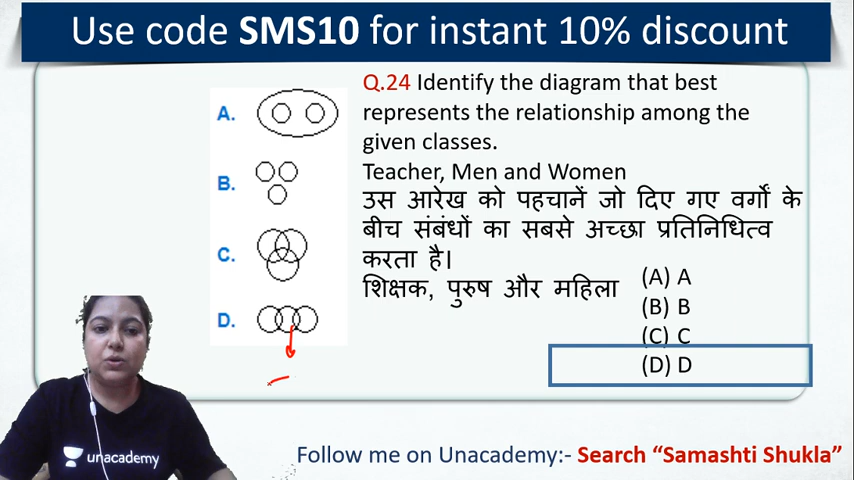 Use code SMS10 for instant 10% discount
Q.24 Identify the diagram that best
represents the relationship among the
given classes.
Teacher, Men and Women
उस आरेख को पहचानें जो दिए गए वर्गों के
बीच संबंधों का सबसे अच्छा प्रतिनिधित्व
करता है।
शिक्षक, पुरुष और महिला
A.
B.
C.
D.
(A) A
(B) B
(C) C
(D) D
unacademy
Follow me on Unacademy:- Search “Samashti Shukla”